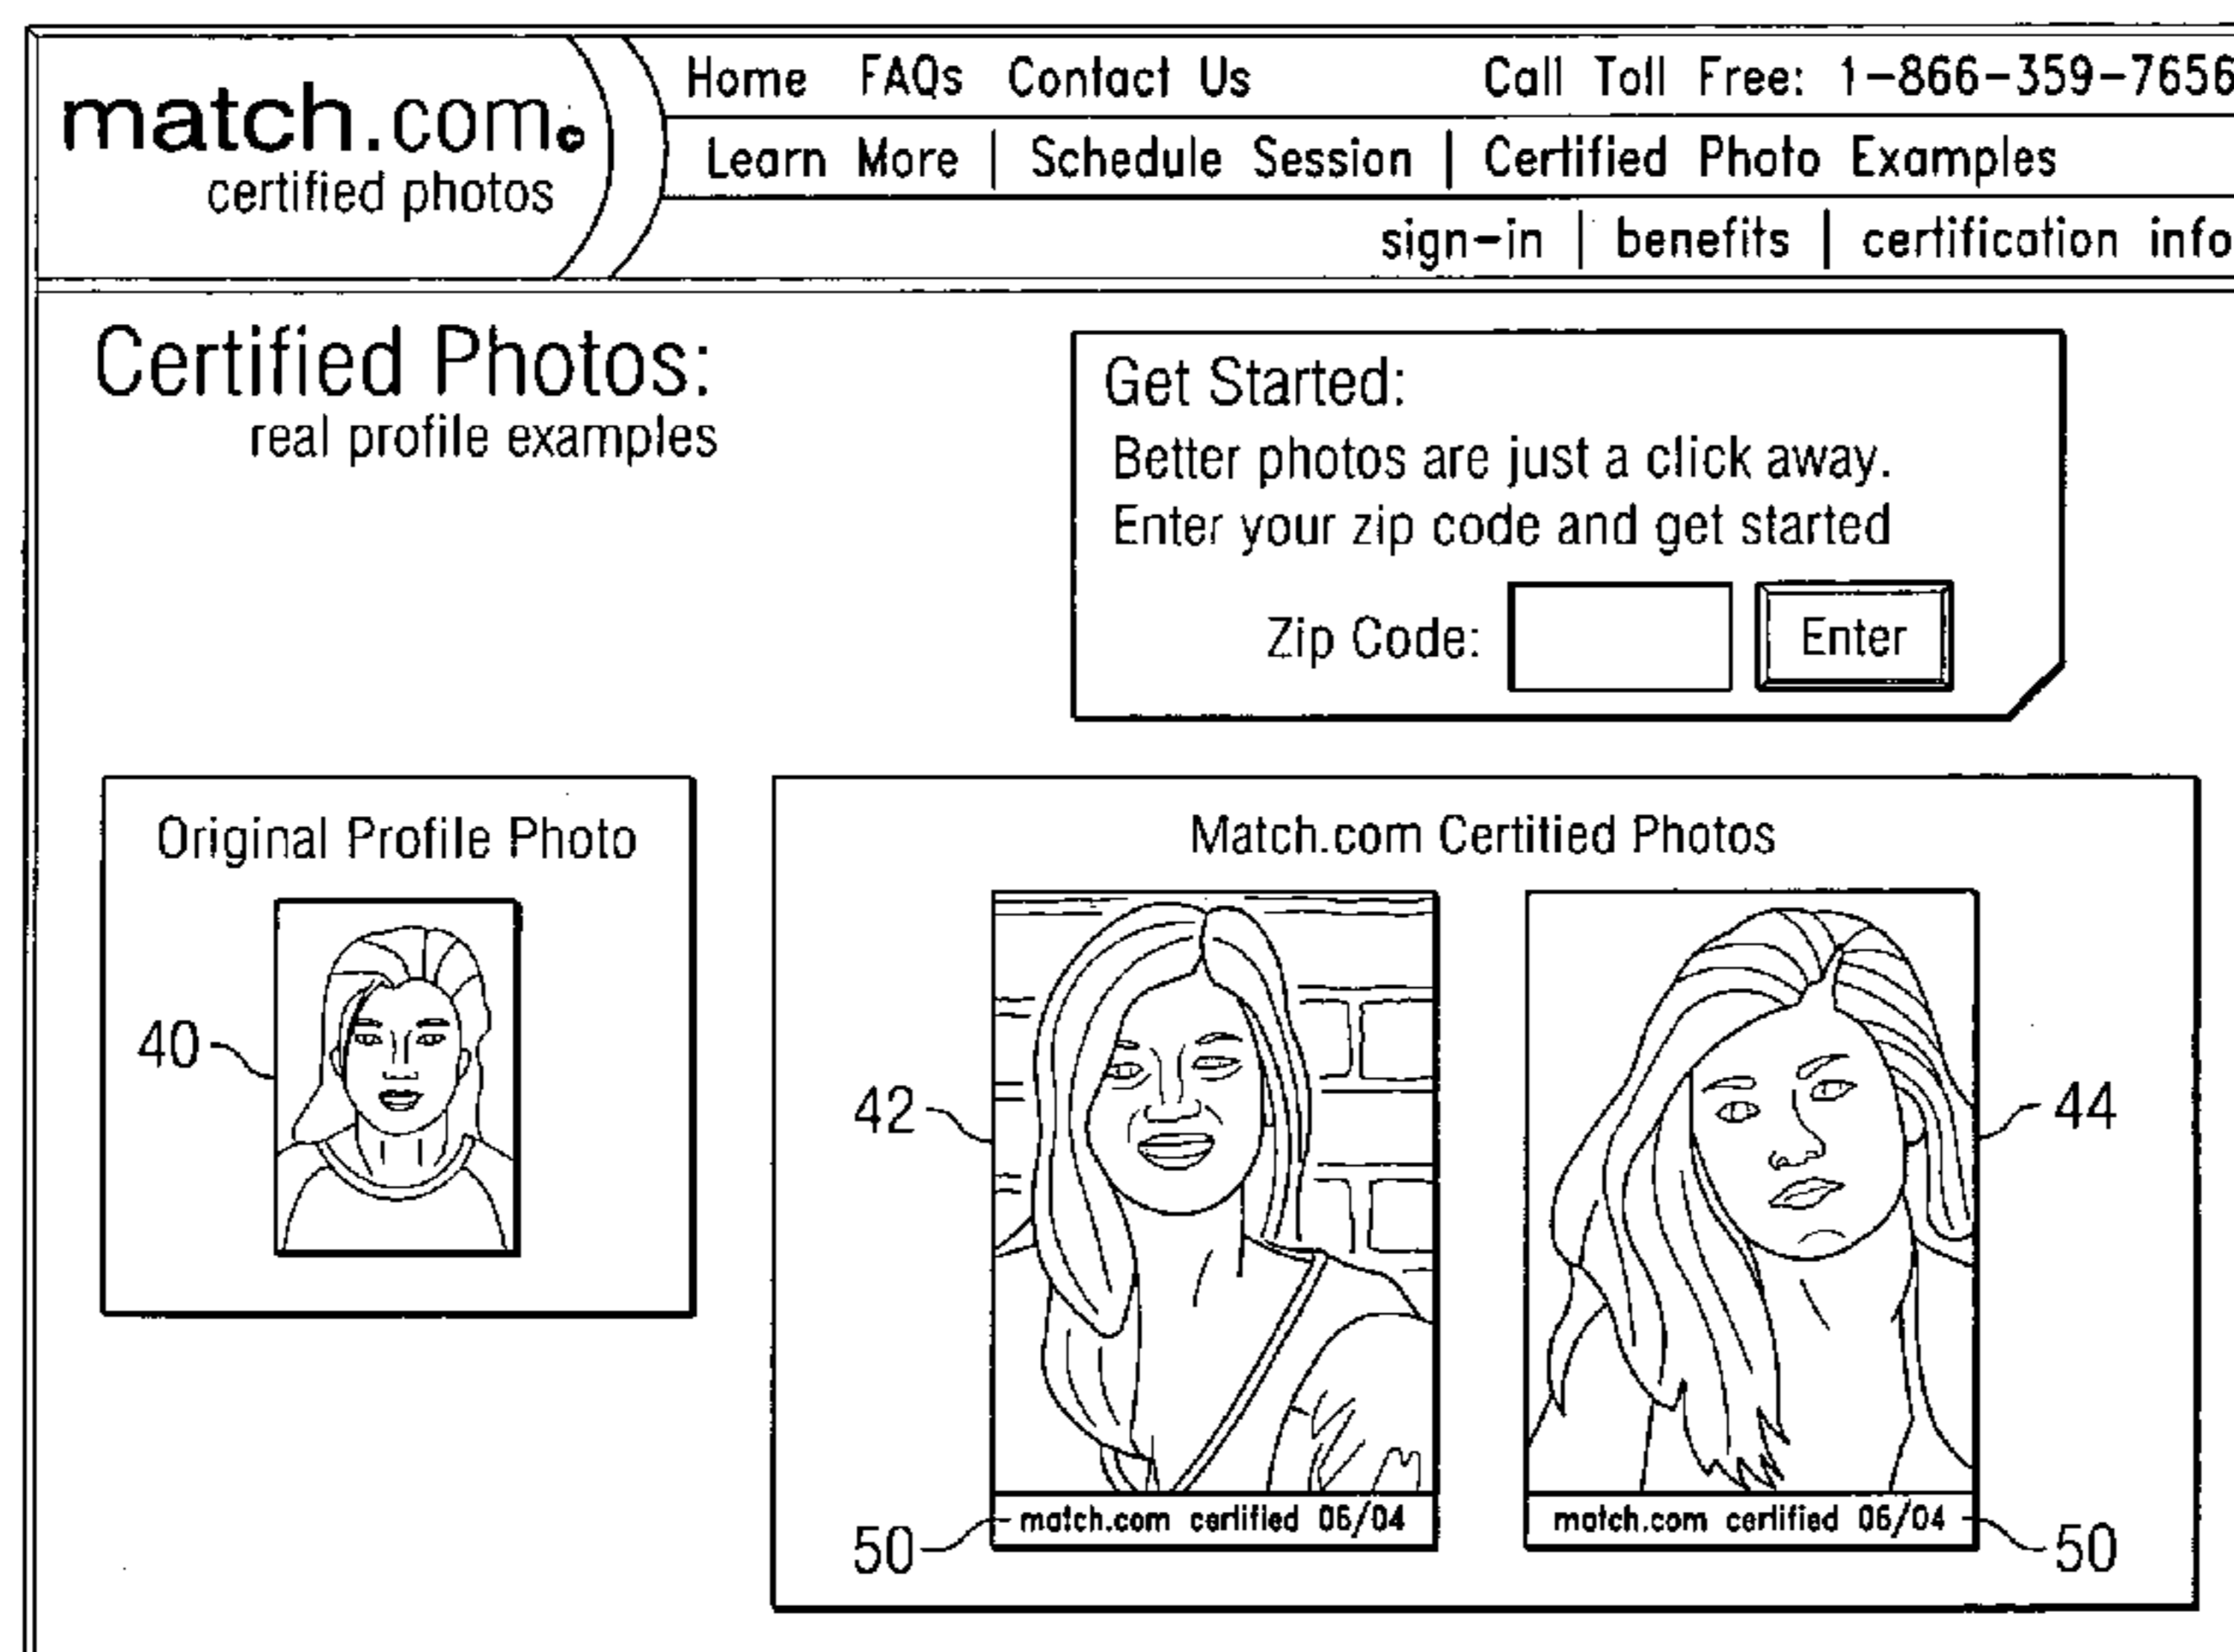 match.com©
certified photos
Home FAQs Contact Us Call Toll Free: 1-866-359-7656
Learn More | Schedule Session | Certified Photo Examples
sign-in | benefits | certification info
Certified Photos:
real profile examples
Get Started:
Better photos are just a click away.
Enter your zip code and get started
Zip Code: Enter
Original Profile Photo
40
Match.com Certitied Photos
42
44
match.com certified 06/04
50
match.com certified 06/04
50